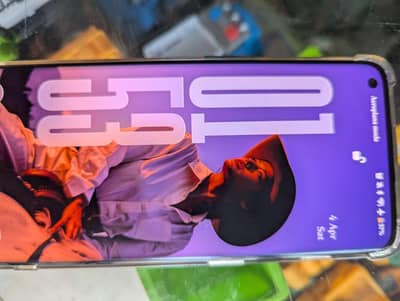 Aeroplane mode
4 Apr
Sat
01
53